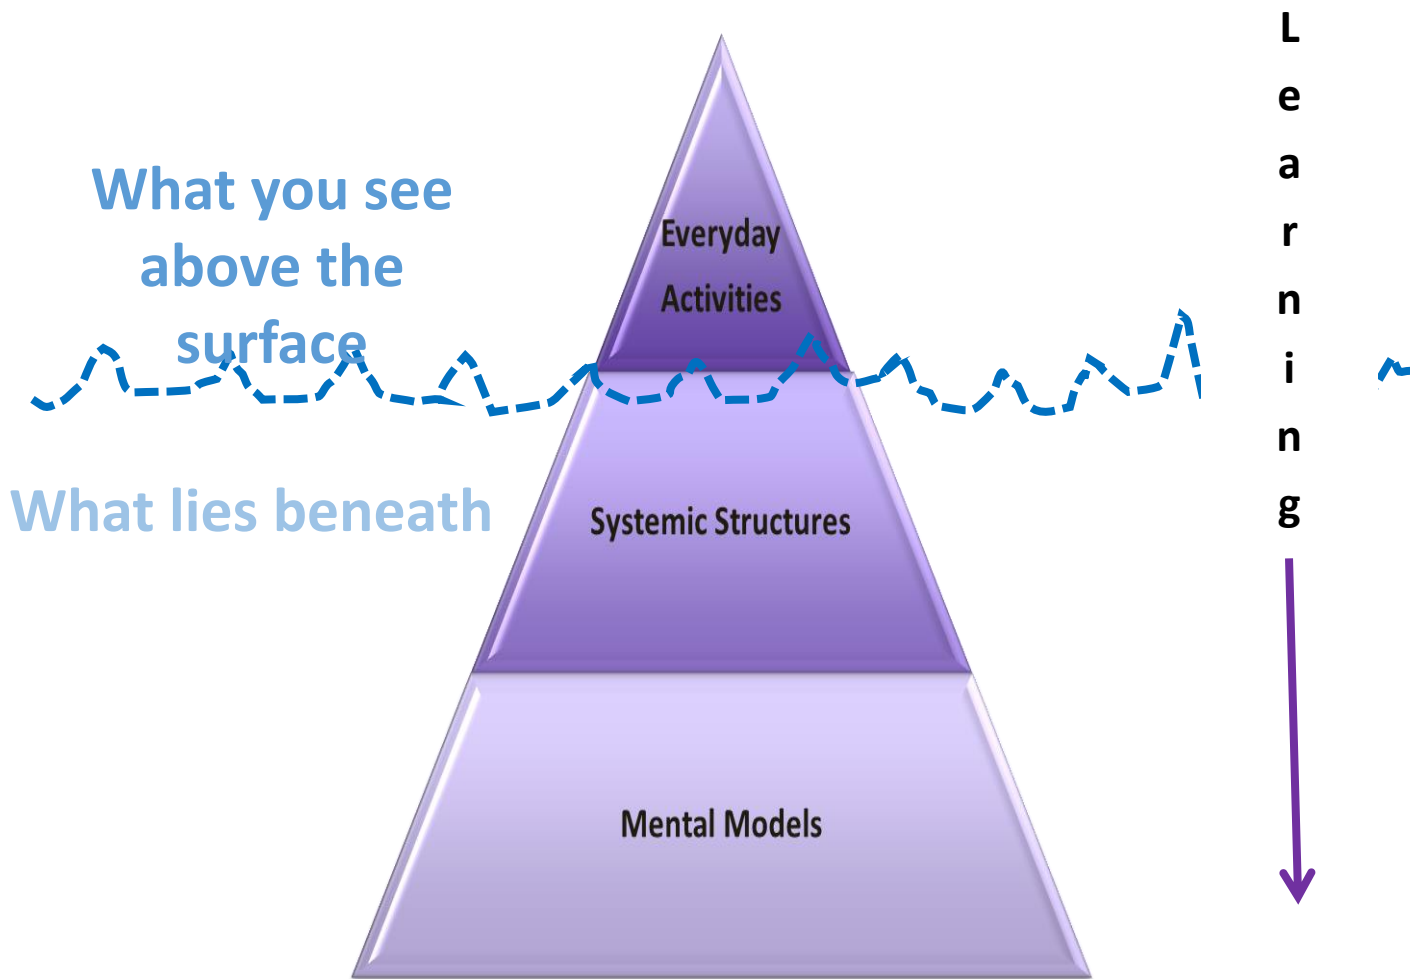 What you see
above the
surface
What lies beneath
Everyday
Activities
Systemic Structures
Mental Models
L
e
a
r
n
i
n
g